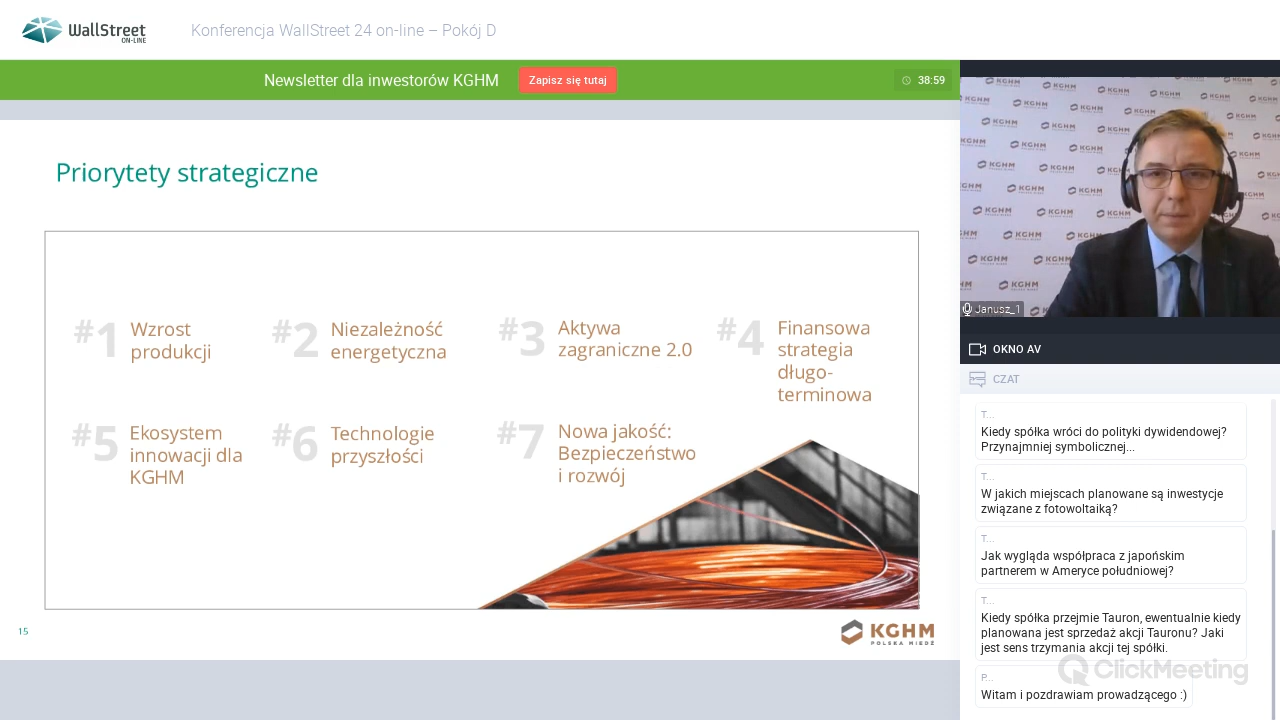 WallStreet
ON-LINE
Konferencja WallStreet 24 on-line – Pokój D
Newsletter dla inwestorów KGHM
Zapisz się tutaj
38:59
Priorytety strategiczne
#1 Wzrost
produkcji
#2 Niezależność
energetyczna
#3 Aktywa
zagraniczne 2.0
#4 Finansowa
strategia
długo-
terminowa
#5 Ekosystem
innowacji dla
KGHM
#6 Technologie
przyszłości
#7 Nowa jakość:
Bezpieczeństwo
i rozwój
15
KGHM
POLSKA MIEDŹ
KGHM
Janusz_1
OKNO AV
CZAT
T...
Kiedy spółka wróci do polityki dywidendowej?
Przynajmniej symbolicznej...
T...
W jakich miejscach planowane są inwestycje
związane z fotowoltaiką?
T...
Jak wygląda współpraca z japońskim
partnerem w Ameryce południowej?
T...
Kiedy spółka przejmie Tauron, ewentualnie kiedy
planowana jest sprzedaż akcji Tauronu? Jaki
jest sens trzymania akcji tej spółki.
ClickMeeting
P...
Witam i pozdrawiam prowadzącego :)